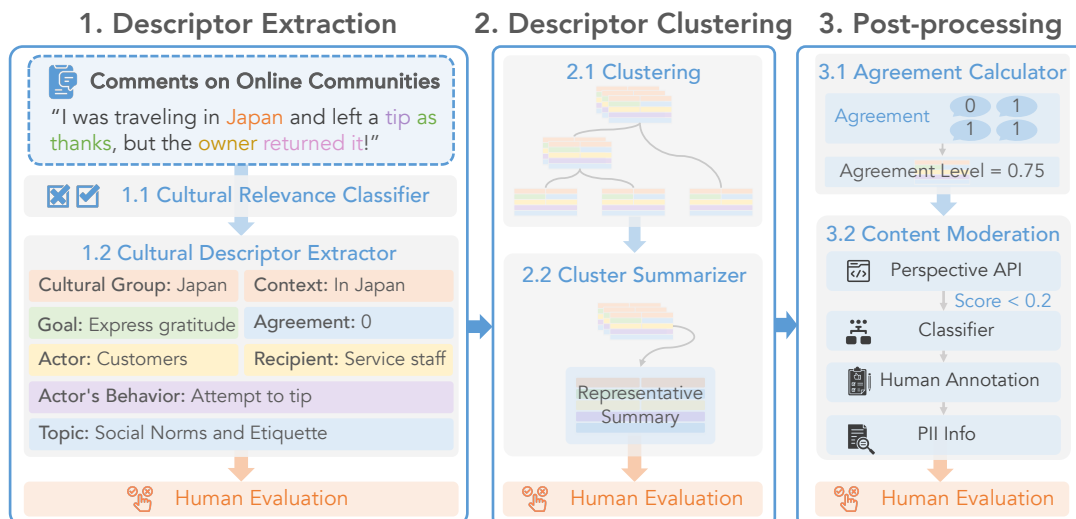 1. Descriptor Extraction
Comments on Online Communities
“I was traveling in Japan and left a tip as
thanks, but the owner returned it!”
1.1 Cultural Relevance Classifier
1.2 Cultural Descriptor Extractor
Cultural Group: Japan
Context: In Japan
Goal: Express gratitude
Agreement: 0
Actor: Customers
Recipient: Service staff
Actor's Behavior: Attempt to tip
Topic: Social Norms and Etiquette
Human Evaluation
2. Descriptor Clustering
2.1 Clustering
2.2 Cluster Summarizer
Representative
Summary
Human Evaluation
3. Post-processing
3.1 Agreement Calculator
Agreement
0 1
1 1
Agreement Level = 0.75
3.2 Content Moderation
Perspective API
Score < 0.2
Classifier
Human Annotation
PII Info
Human Evaluation